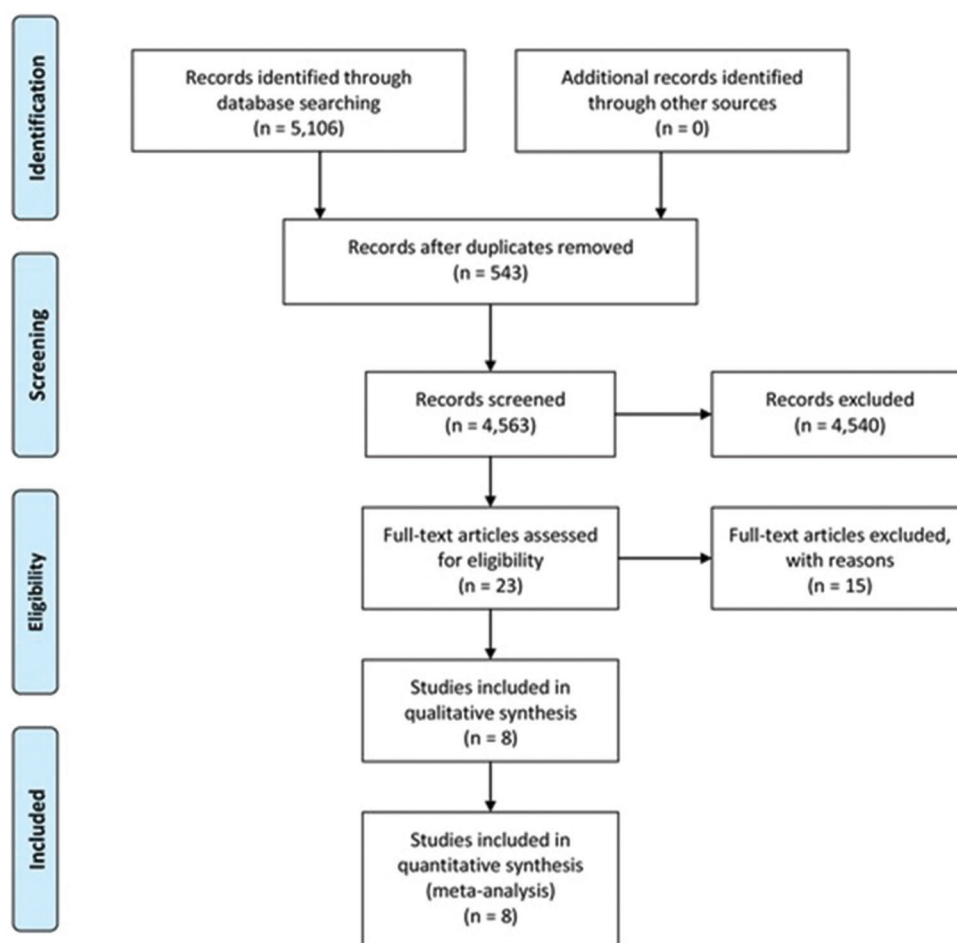 Identification
Records identified through
database searching
(n = 5,106)
Additional records identified
through other sources
(n = 0)
Records after duplicates removed
(n = 543)
Screening
Records screened
(n = 4,563)
Records excluded
(n = 4,540)
Eligibility
Full-text articles assessed
for eligibility
(n = 23)
Full-text articles excluded,
with reasons
(n = 15)
Studies included in
qualitative synthesis
(n = 8)
Included
Studies included in
quantitative synthesis
(meta-analysis)
(n = 8)